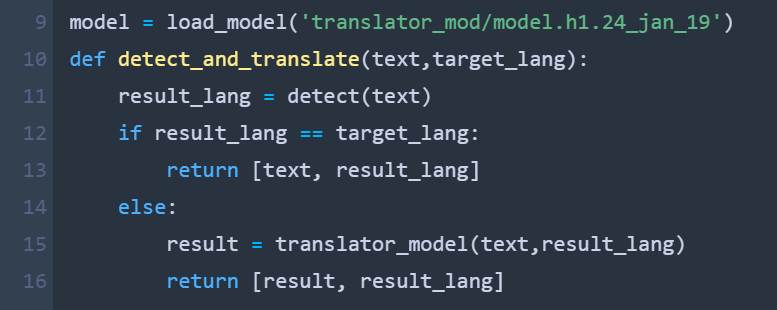 9 model = load_model('translator_mod/model.h1.24_jan_19')
10 def detect_and_translate(text,target_lang):
11     result_lang = detect(text)
12     if result_lang == target_lang:
13         return [text, result_lang]
14     else:
15         result = translator_model(text,result_lang)
16         return [result, result_lang]